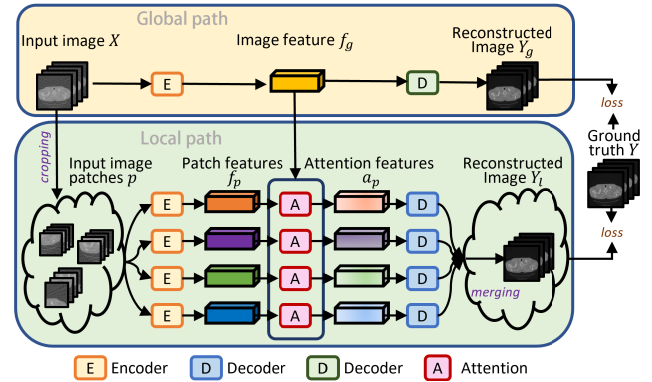 Global path
Input image X
Image feature f_g
Reconstructed
Image Y_g
E
D
loss
Local path
cropping
Ground
truth Y
Input image
patches p
Patch features
f_p
Attention features
a_p
Reconstructed
Image Y_l
E
A
D
E
A
D
loss
E
A
D
merging
E
A
D
E Encoder
D Decoder
D Decoder
A Attention